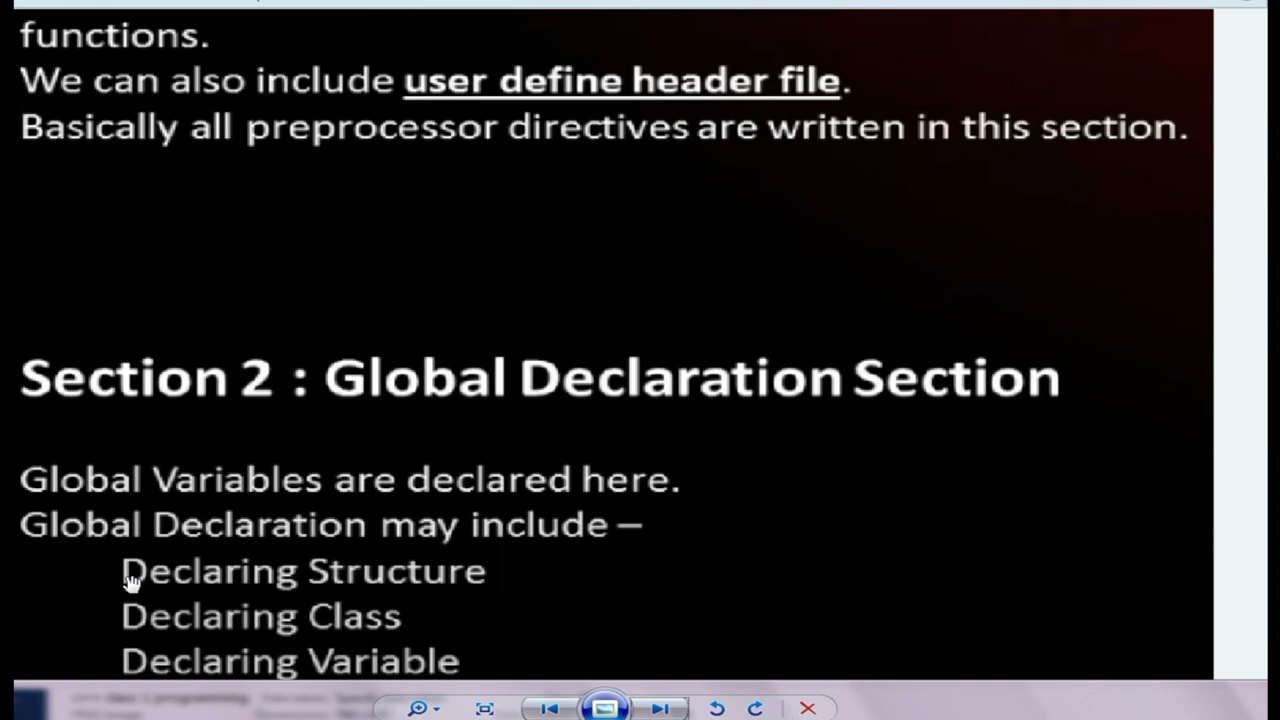 functions.
We can also include user define header file.
Basically all preprocessor directives are written in this section.
Section 2 : Global Declaration Section
Global Variables are declared here.
Global Declaration may include –
Declaring Structure
Declaring Class
Declaring Variable